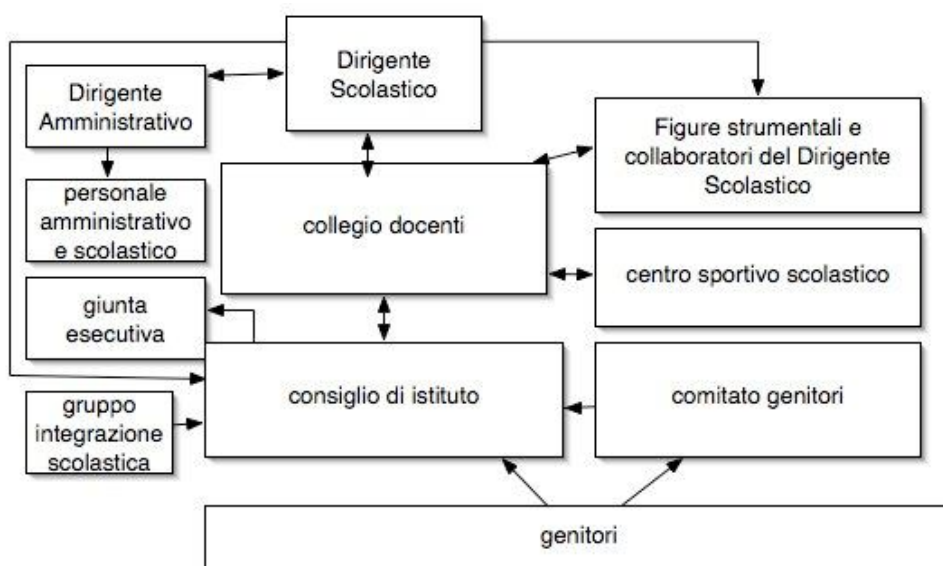 Dirigente
Scolastico
Dirigente
Amministrativo
Figure strumentali e
collaboratori del Dirigente
Scolastico
personale
amministrativo
e scolastico
collegio docenti
centro sportivo scolastico
giunta
esecutiva
consiglio di istituto
comitato genitori
gruppo
integrazione
scolastica
genitori